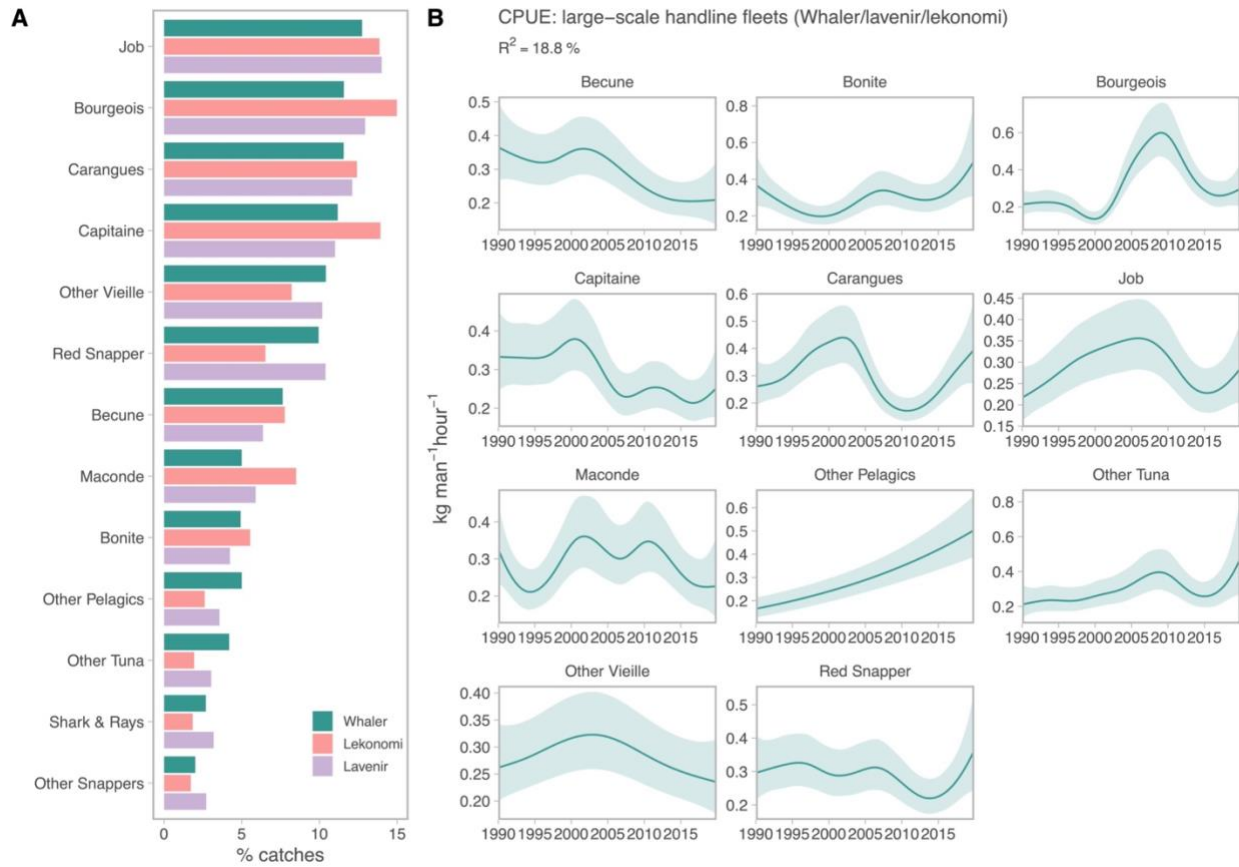 A
Job
Bourgeois
Carangues
Capitaine
Other Vieille
Red Snapper
Becune
Maconde
Bonite
Other Pelagics
Other Tuna
Shark & Rays
Other Snappers
Whaler
Lekonomi
Lavenir
0 5 10 15
% catches
B
CPUE: large−scale handline fleets (Whaler/lavenir/lekonomi)
R² = 18.8 %
kg man⁻¹hour⁻¹
Becune
0.5
0.4
0.3
0.2
1990 1995 2000 2005 2010 2015
Bonite
0.8
0.6
0.4
0.2
1990 1995 2000 2005 2010 2015
Bourgeois
0.6
0.4
0.2
1990 1995 2000 2005 2010 2015
Capitaine
0.4
0.3
0.2
1990 1995 2000 2005 2010 2015
Carangues
0.6
0.5
0.4
0.3
0.2
1990 1995 2000 2005 2010 2015
Job
0.45
0.40
0.35
0.30
0.25
0.20
0.15
1990 1995 2000 2005 2010 2015
Maconde
0.4
0.3
0.2
1990 1995 2000 2005 2010 2015
Other Pelagics
0.6
0.5
0.4
0.3
0.2
1990 1995 2000 2005 2010 2015
Other Tuna
0.8
0.6
0.4
0.2
1990 1995 2000 2005 2010 2015
Other Vieille
0.40
0.35
0.30
0.25
0.20
1990 1995 2000 2005 2010 2015
Red Snapper
0.5
0.4
0.3
0.2
1990 1995 2000 2005 2010 2015